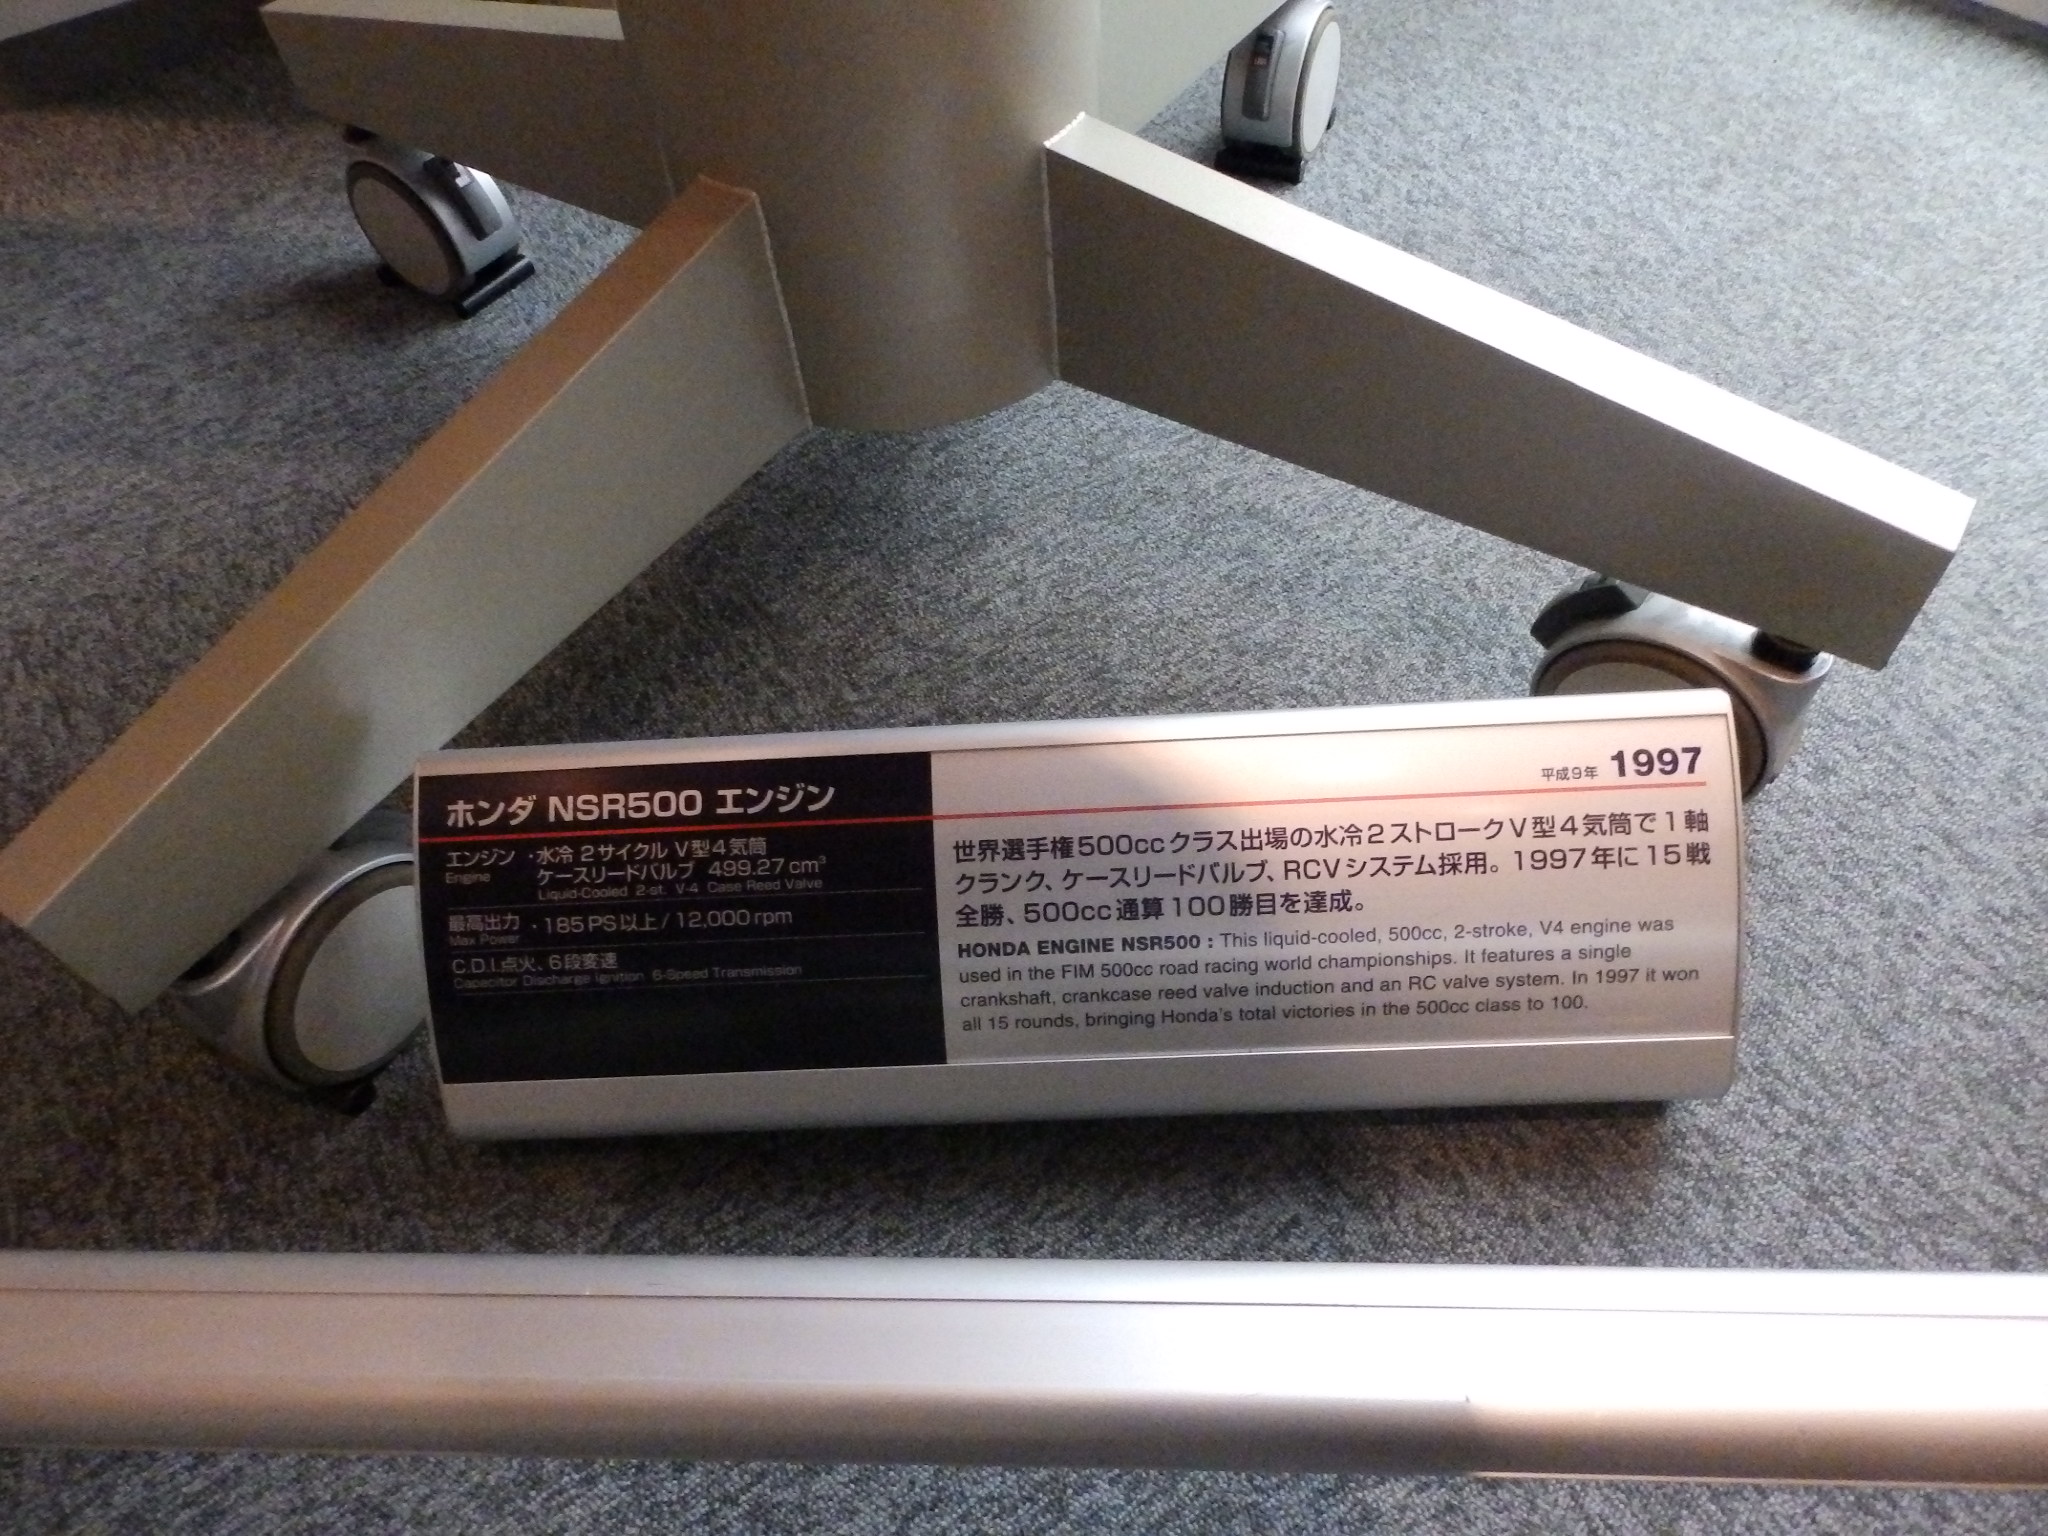 ホンダ NSR500 エンジン
エンジン ・水冷 2サイクル V型4気筒
Engine ケースリードバルブ 499.27cm³
Liquid-Cooled 2-st. V-4 Case Reed Valve
最高出力 ・185PS以上 / 12,000rpm
Max Power
C.D.I.点火、6段変速
Capacitor Discharge Ignition 6-Speed Transmission
平成9年 1997
世界選手権500ccクラス出場の水冷2ストロークV型4気筒で1軸
クランク、ケースリードバルブ、RCVシステム採用。1997年に15戦
全勝、500cc通算100勝目を達成。
HONDA ENGINE NSR500 : This liquid-cooled, 500cc, 2-stroke, V4 engine was
used in the FIM 500cc road racing world championships. It features a single
crankshaft, crankcase reed valve induction and an RC valve system. In 1997 it won
all 15 rounds, bringing Honda's total victories in the 500cc class to 100.